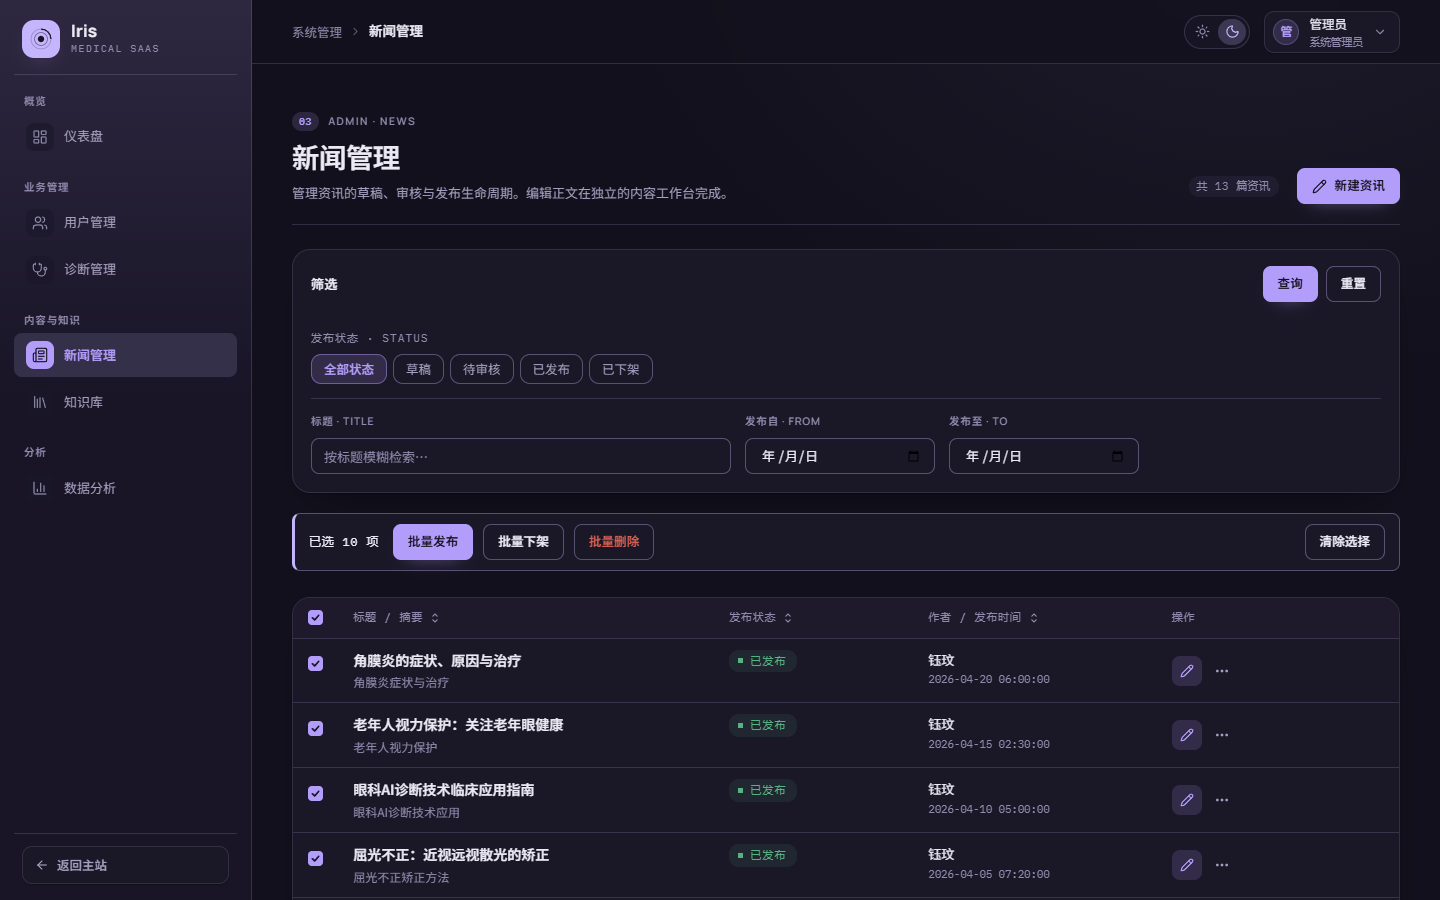 Iris
MEDICAL SAAS
概览
仪表盘
业务管理
用户管理
诊断管理
内容与知识
新闻管理
知识库
分析
数据分析
返回主站
系统管理
新闻管理
管
管理员
系统管理员
03 ADMIN · NEWS
新闻管理
管理资讯的草稿、审核与发布生命周期。编辑正文在独立的内容工作台完成。
共 13 篇资讯
新建资讯
筛选
查询
重置
发布状态 · STATUS
全部状态
草稿
待审核
已发布
已下架
标题 · TITLE
发布自 · FROM
发布至 · TO
按标题模糊检索…
年 /月/日
年 /月/日
已选 10 项
批量发布
批量下架
批量删除
清除选择
标题 / 摘要
发布状态
作者 / 发布时间
操作
角膜炎的症状、原因与治疗
角膜炎症状与治疗
已发布
钰玟
2026-04-20 06:00:00
老年人视力保护：关注老年眼健康
老年人视力保护
已发布
钰玟
2026-04-15 02:30:00
眼科AI诊断技术临床应用指南
眼科AI诊断技术应用
已发布
钰玟
2026-04-10 05:00:00
屈光不正：近视远视散光的矫正
屈光不正矫正方法
已发布
钰玟
2026-04-05 07:20:00